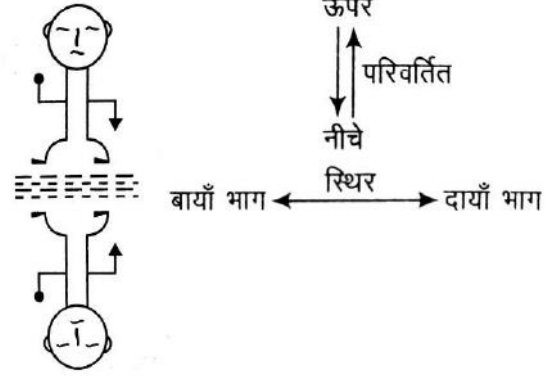 ऊपर
परिवर्तित
नीचे
स्थिर
बायाँ भाग दायाँ भाग